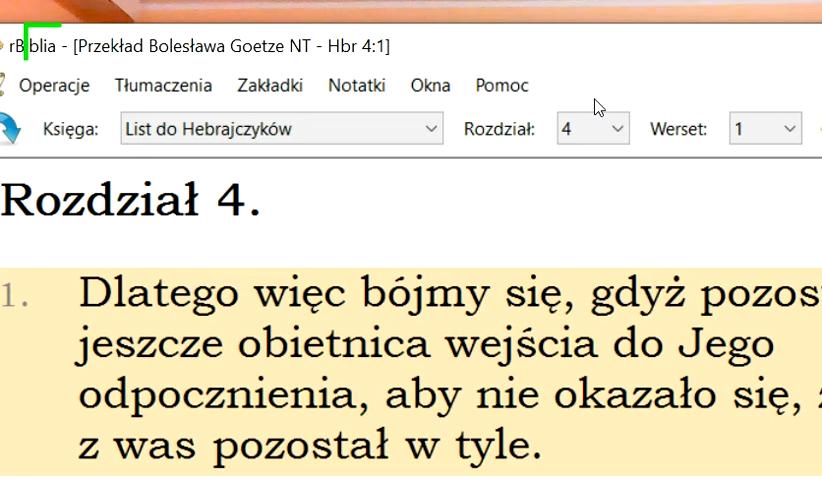 rBiblia - [Przekład Bolesława Goetze NT - Hbr 4:1]
Operacje Tłumaczenia Zakładki Notatki Okna Pomoc
Księga: List do Hebrajczyków Rozdział: 4 Werset: 1
Rozdział 4.
1. Dlatego więc bójmy się, gdyż
jeszcze obietnica wejścia do Jego
odpocznienia, aby nie okazało się,
z was pozostał w tyle.